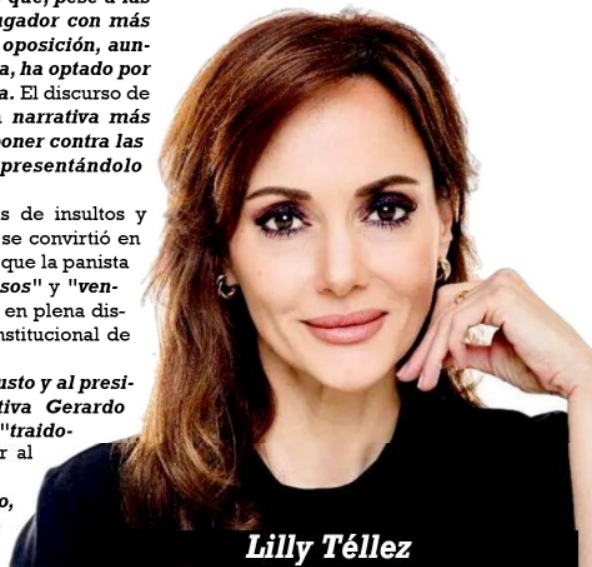 que, pese a las
ugador con más
oposición, aun-
a, ha optado por
a. El discurso de
narrativa más
poner contra las
presentándolo
s de insultos y
se convirtió en
que la panista
sos" y "ven-
en plena dis-
nstitucional de
usto y al presi-
tiva Gerardo
"traido-
r al
o,
Lilly Téllez